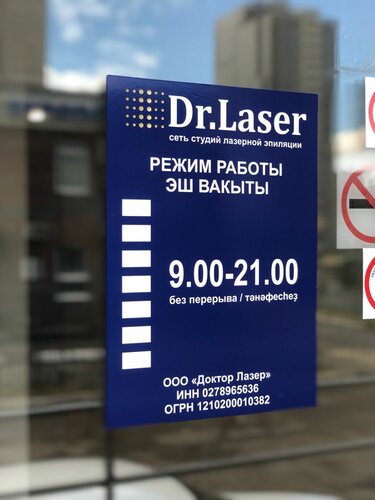 Dr.Laser
сеть студий лазерной эпиляции
РЕЖИМ РАБОТЫ
ЭШ ВАКЫТЫ
9.00-21.00
без перерыва / тәнәфесһеҙ
ООО «Доктор Лазер»
ИНН 0278965636
ОГРН 1210200010382